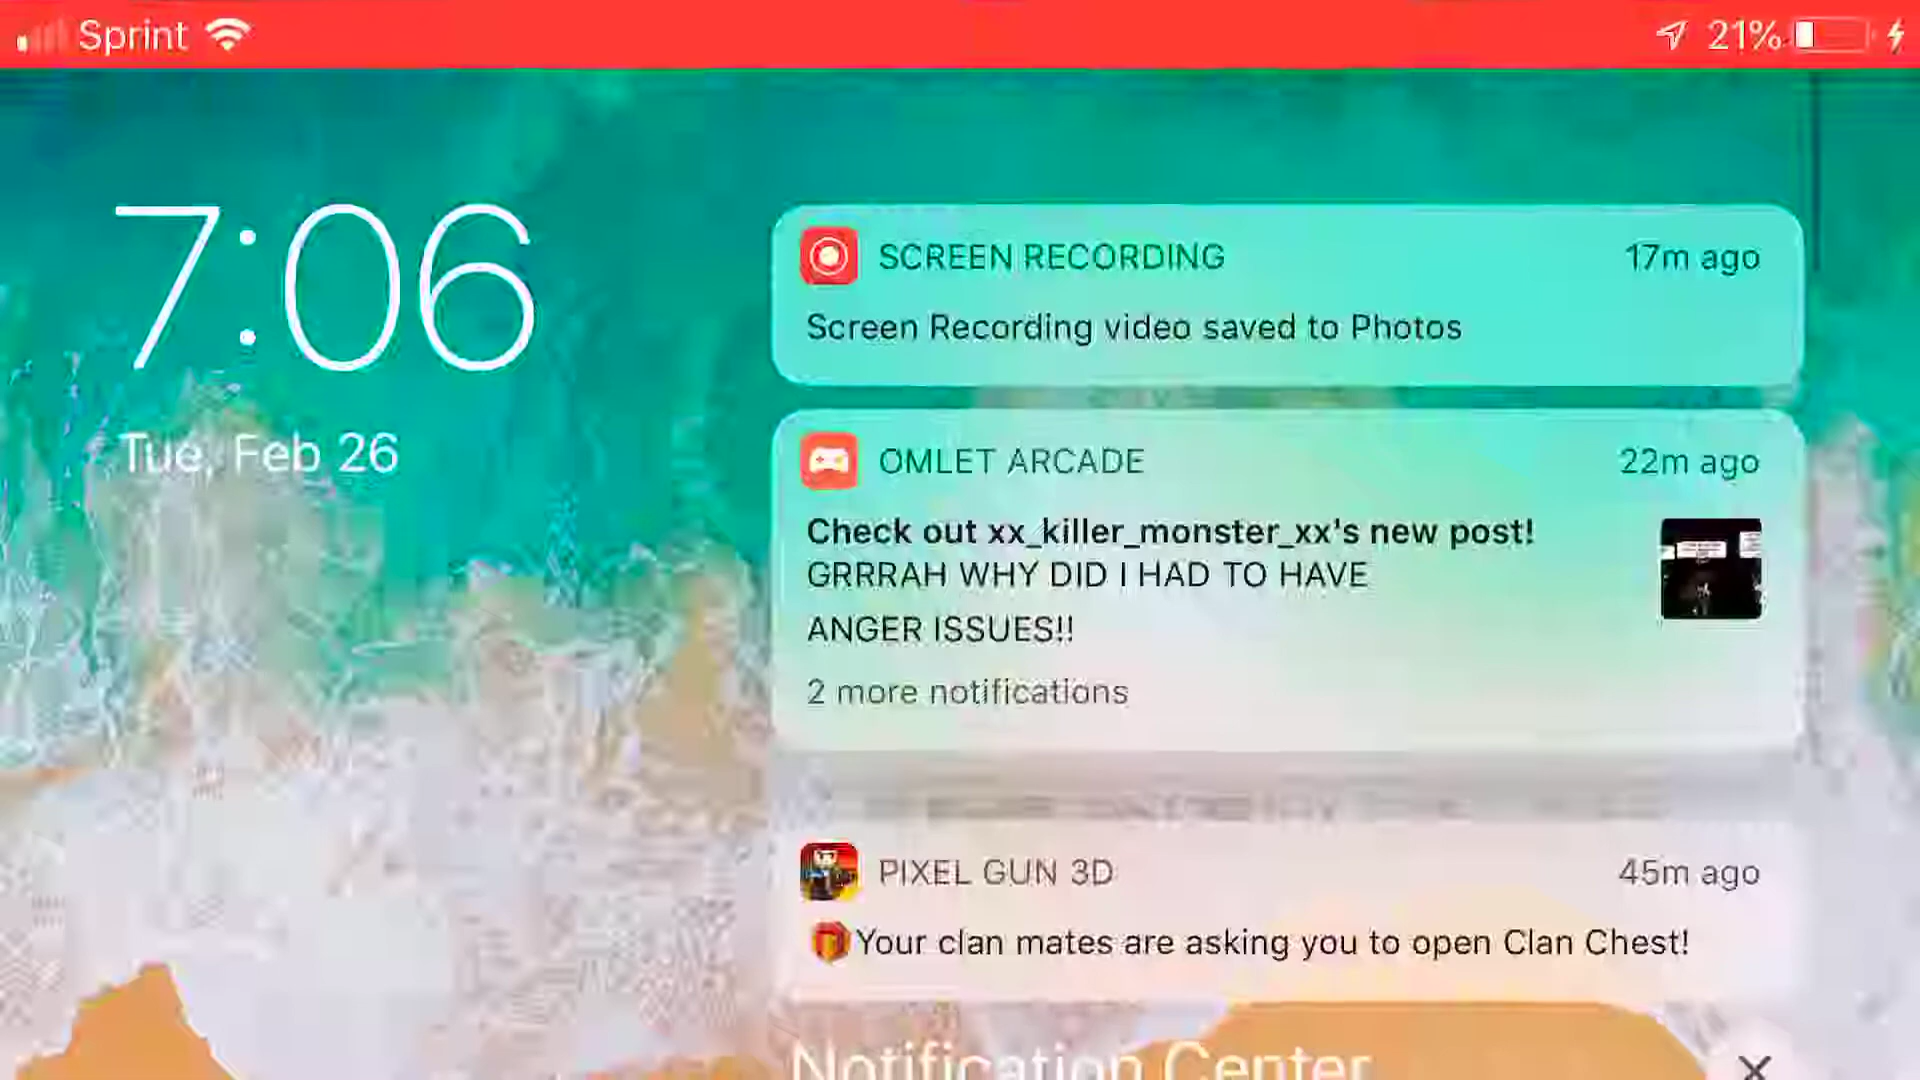 Sprint
21%
7:06
Tue, Feb 26
SCREEN RECORDING
17m ago
Screen Recording video saved to Photos
OMLET ARCADE
22m ago
Check out xx_killer_monster_xx's new post!
GRRRAH WHY DID I HAD TO HAVE
ANGER ISSUES!!
2 more notifications
PIXEL GUN 3D
45m ago
Your clan mates are asking you to open Clan Chest!
Notification Center